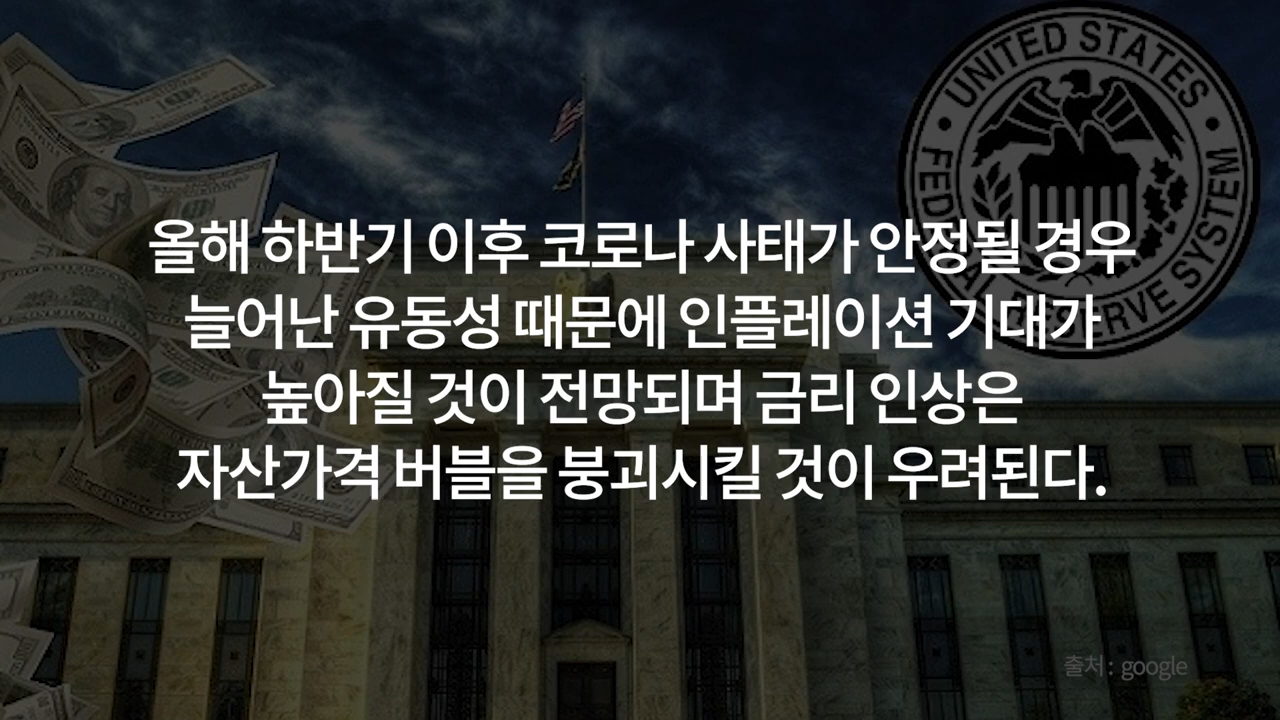 UNITED STATES
FEDERAL RESERVE SYSTEM
올해 하반기 이후 코로나 사태가 안정될 경우
늘어난 유동성 때문에 인플레이션 기대가
높아질 것이 전망되며 금리 인상은
자산가격 버블을 붕괴시킬 것이 우려된다.
출처 : google